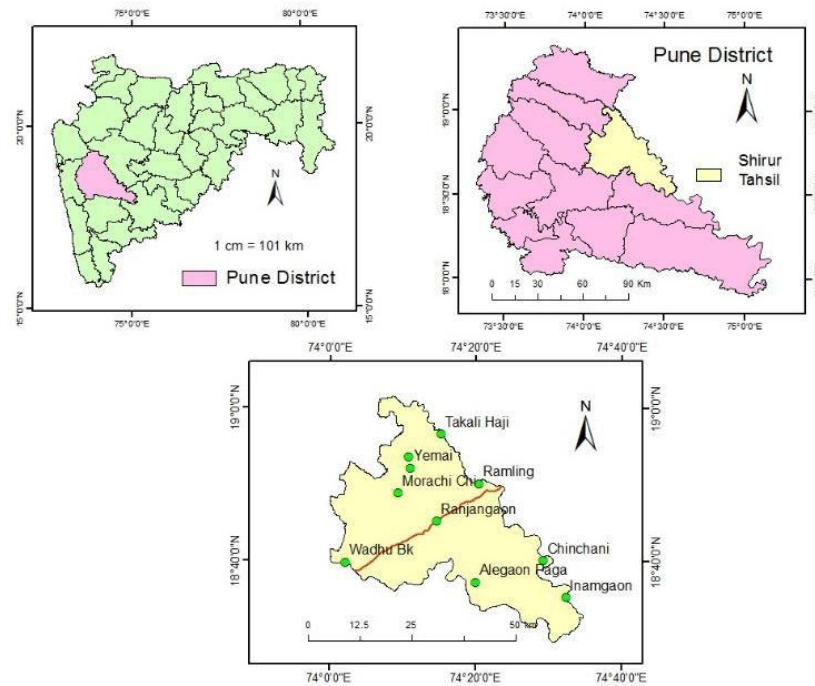 75°0'0"E
80°0'0"E
20°0'0"N
20°0'0"N
N
1 cm = 101 km
Pune District
15°0'0"N
15°0'0"N
75°0'0"E
80°0'0"E
73°30'0"E
74°0'0"E
74°30'0"E
75°0'0"E
Pune District
N
19°0'0"N
Shirur
Tahsil
18°30'0"N
18°0'0"N
0 15 30 60 90 Km
73°30'0"E
74°0'0"E
74°30'0"E
75°0'0"E
74°0'0"E
74°20'0"E
74°40'0"E
19°0'0"N
19°0'0"N
N
Takali Haji
Yemai
Ramling
Morachi Chi
Ranjangaon
Wadhu Bk
Chinchani
18°40'0"N
18°40'0"N
Alegaon Paga
Inamgaon
0 12.5 25 50 km
74°0'0"E
74°20'0"E
74°40'0"E